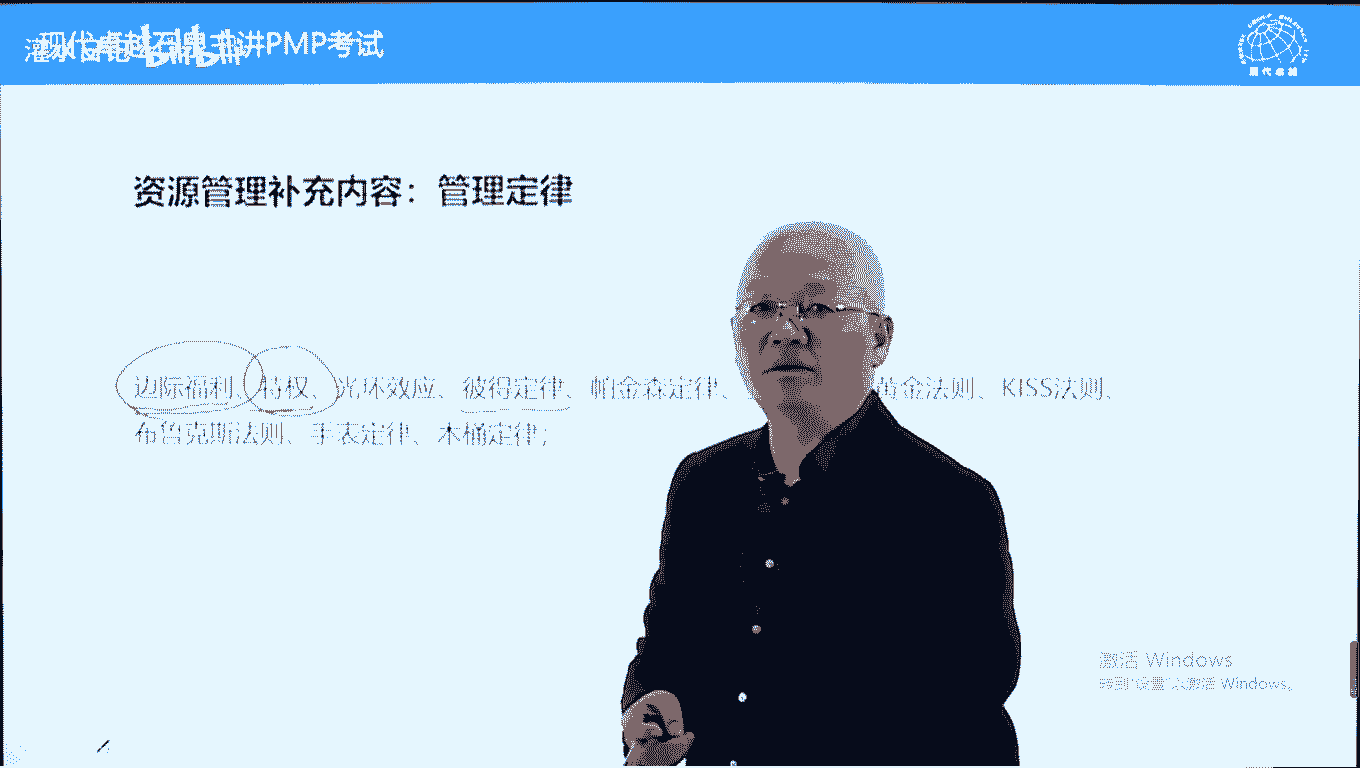 讲PMP考试
bilibili
现代卓越
资源管理补充内容：管理定律
边际福利、特权、光环效应、彼得定律、帕金森定律、
黄金法则、KISS法则、
布鲁克斯法则、手表定律、木桶定律；
激活 Windows
转到“设置”以激活 Windows。